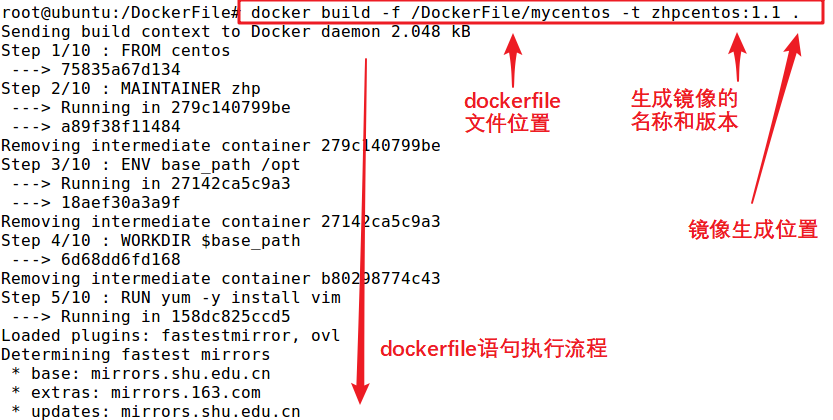 root@ubuntu:/DockerFile# docker build -f /DockerFile/mycentos -t zhpcentos:1.1 .
Sending build context to Docker daemon 2.048 kB
Step 1/10 : FROM centos
---> 75835a67d134
Step 2/10 : MAINTAINER zhp
---> Running in 279c140799be
---> a89f38f11484
Removing intermediate container 279c140799be
Step 3/10 : ENV base_path /opt
---> Running in 27142ca5c9a3
---> 18aef30a3a9f
Removing intermediate container 27142ca5c9a3
Step 4/10 : WORKDIR $base_path
---> 6d68dd6fd168
Removing intermediate container b80298774c43
Step 5/10 : RUN yum -y install vim
---> Running in 158dc825ccd5
Loaded plugins: fastestmirror, ovl
Determining fastest mirrors
* base: mirrors.shu.edu.cn
* extras: mirrors.163.com
* updates: mirrors.shu.edu.cn
dockerfile
文件位置
生成镜像的
名称和版本
镜像生成位置
dockerfile语句执行流程